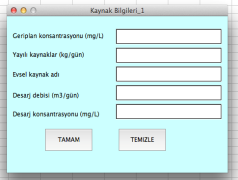 Kaynak Bilgileri_1
Geriplan konsantrasyonu (mg/L)
Yayılı kaynaklar (kg/gün)
Evsel kaynak adı
Desarj debisi (m3/gün)
Desarj konsantrasyonu (mg/L)
TAMAM TEMIZLE